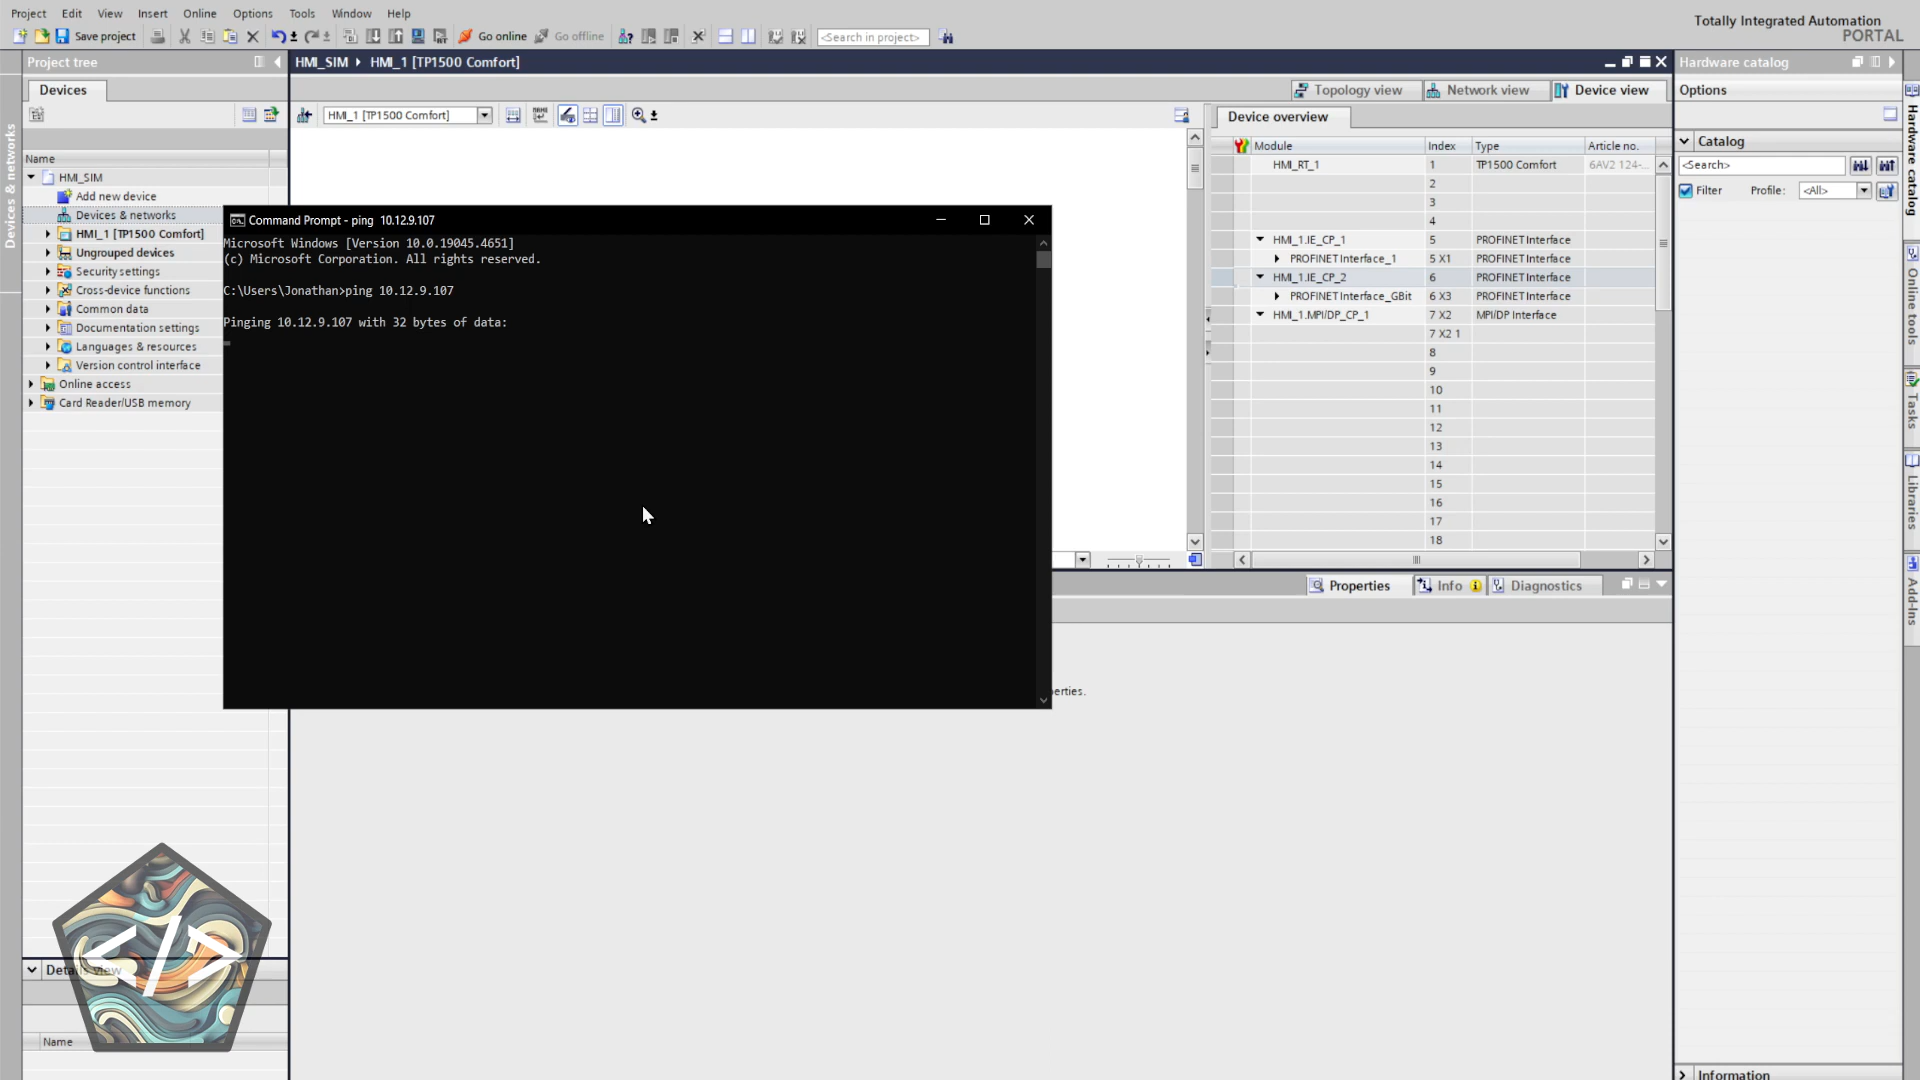 Project Edit View Insert Online Options Tools Window Help
Totally Integrated Automation
PORTAL
Save project
Go online
Go offline
<Search in project>
Project tree
HMI_SIM HMI_1 [TP1500 Comfort]
Hardware catalog
Devices
Topology view
Network view
Device view
Options
HMI_1 [TP1500 Comfort]
Device overview
Name
HMI_SIM
Add new device
Devices & networks
HMI_1 [TP1500 Comfort]
Ungrouped devices
Security settings
Cross-device functions
Common data
Documentation settings
Languages & resources
Version control interface
Online access
Card Reader/USB memory
Devices & networks
Command Prompt - ping 10.12.9.107
Microsoft Windows [Version 10.0.19045.4651]
(c) Microsoft Corporation. All rights reserved.
C:\Users\Jonathan>ping 10.12.9.107
Pinging 10.12.9.107 with 32 bytes of data:
Module Index Type Article no.
HMI_RT_1 1 TP1500 Comfort 6AV2 124-...
2
3
4
HMI_1.IE_CP_1 5 PROFINET Interface
PROFINET Interface_1 5 X1 PROFINET Interface
HMI_1.IE_CP_2 6 PROFINET Interface
PROFINET Interface_GBit 6 X3 PROFINET Interface
HMI_1.MPI/DP_CP_1 7 X2 MPI/DP Interface
7 X2 1
8
9
10
11
12
13
14
15
16
17
18
Catalog
<Search>
Filter Profile: <All>
Hardware catalog
Online tools
Tasks
Libraries
Add-Ins
Properties
Info
Diagnostics
erties.
Details view
Name
</>
Information